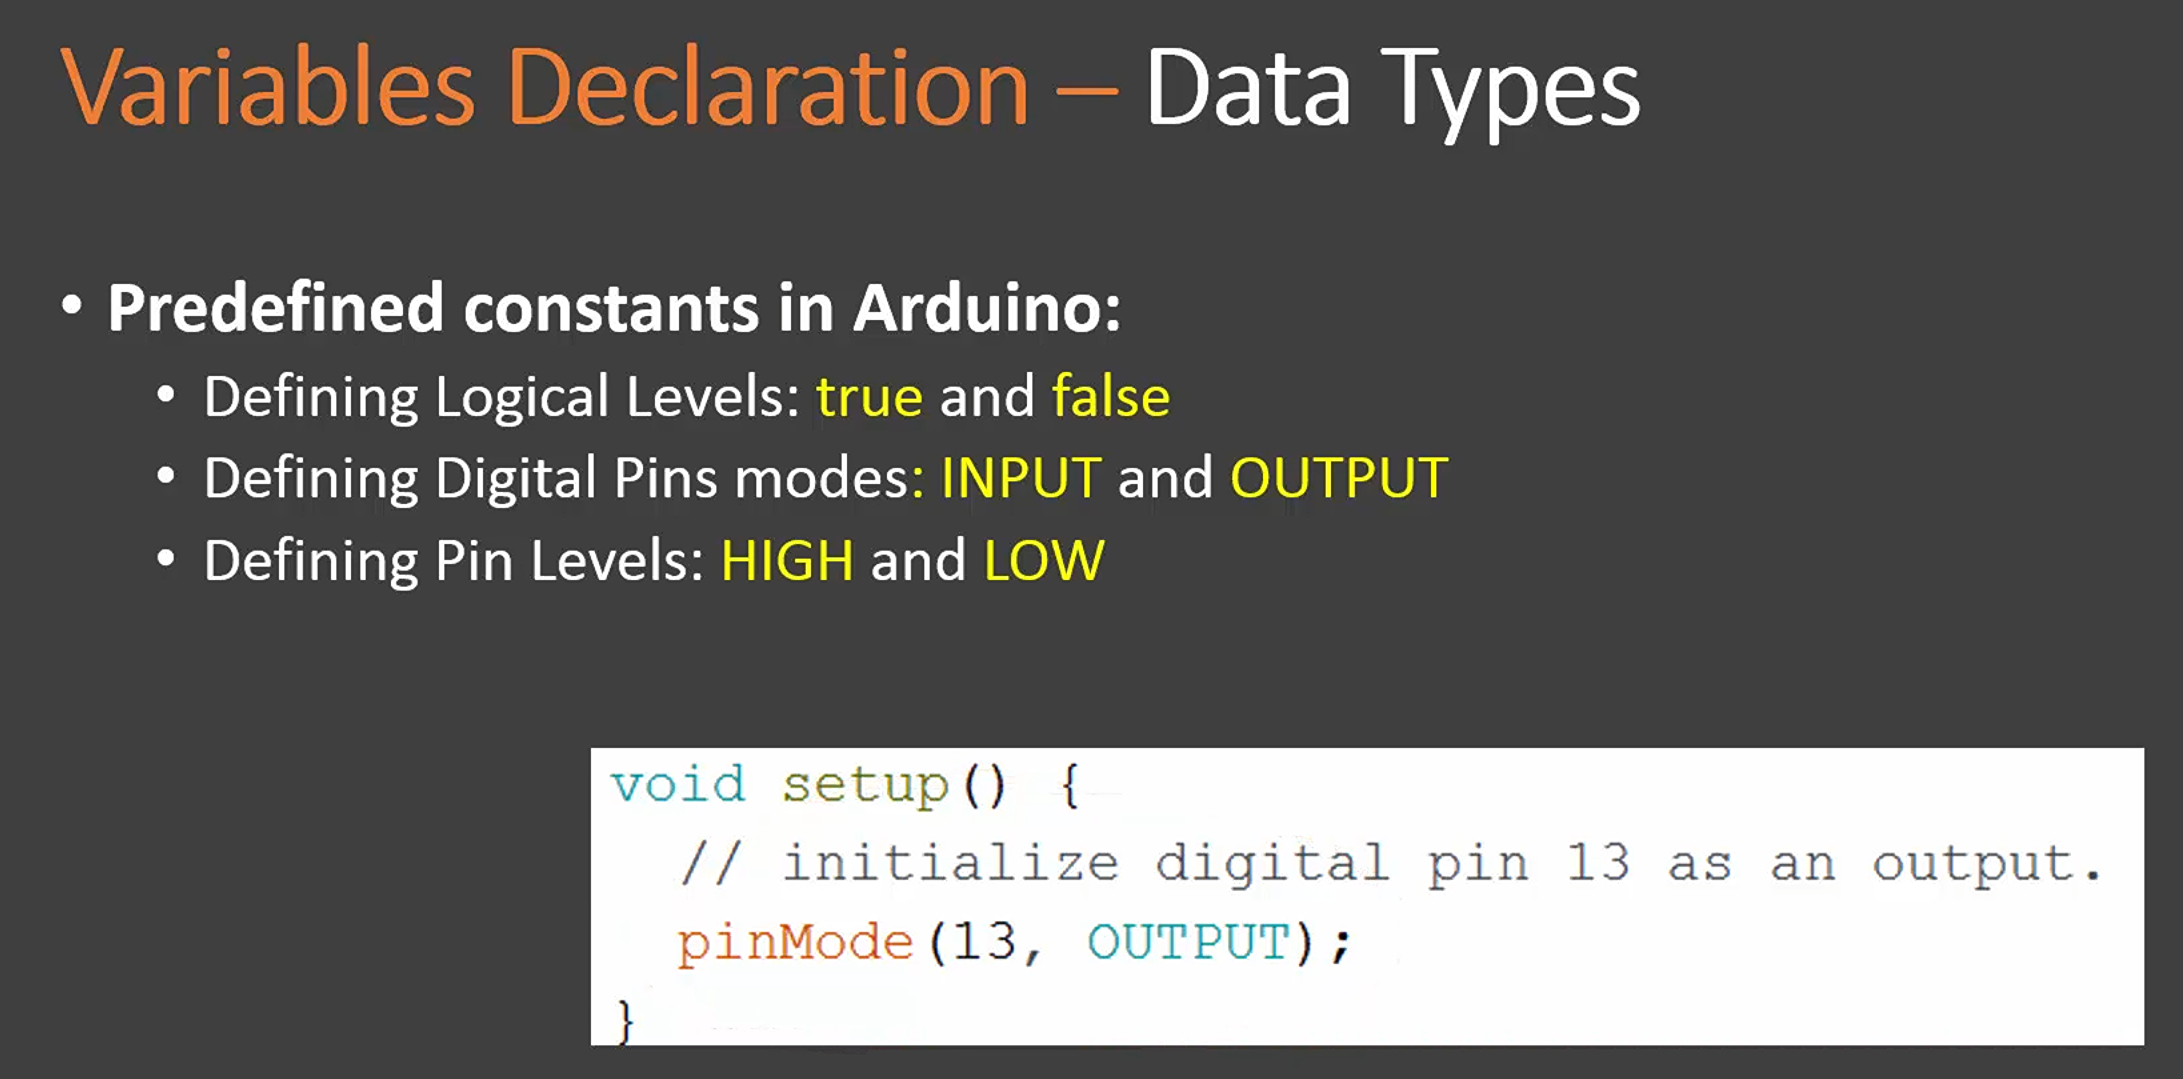 Variables Declaration – Data Types
• Predefined constants in Arduino:
• Defining Logical Levels: true and false
• Defining Digital Pins modes: INPUT and OUTPUT
• Defining Pin Levels: HIGH and LOW
void setup() {
  // initialize digital pin 13 as an output.
  pinMode(13, OUTPUT);
}